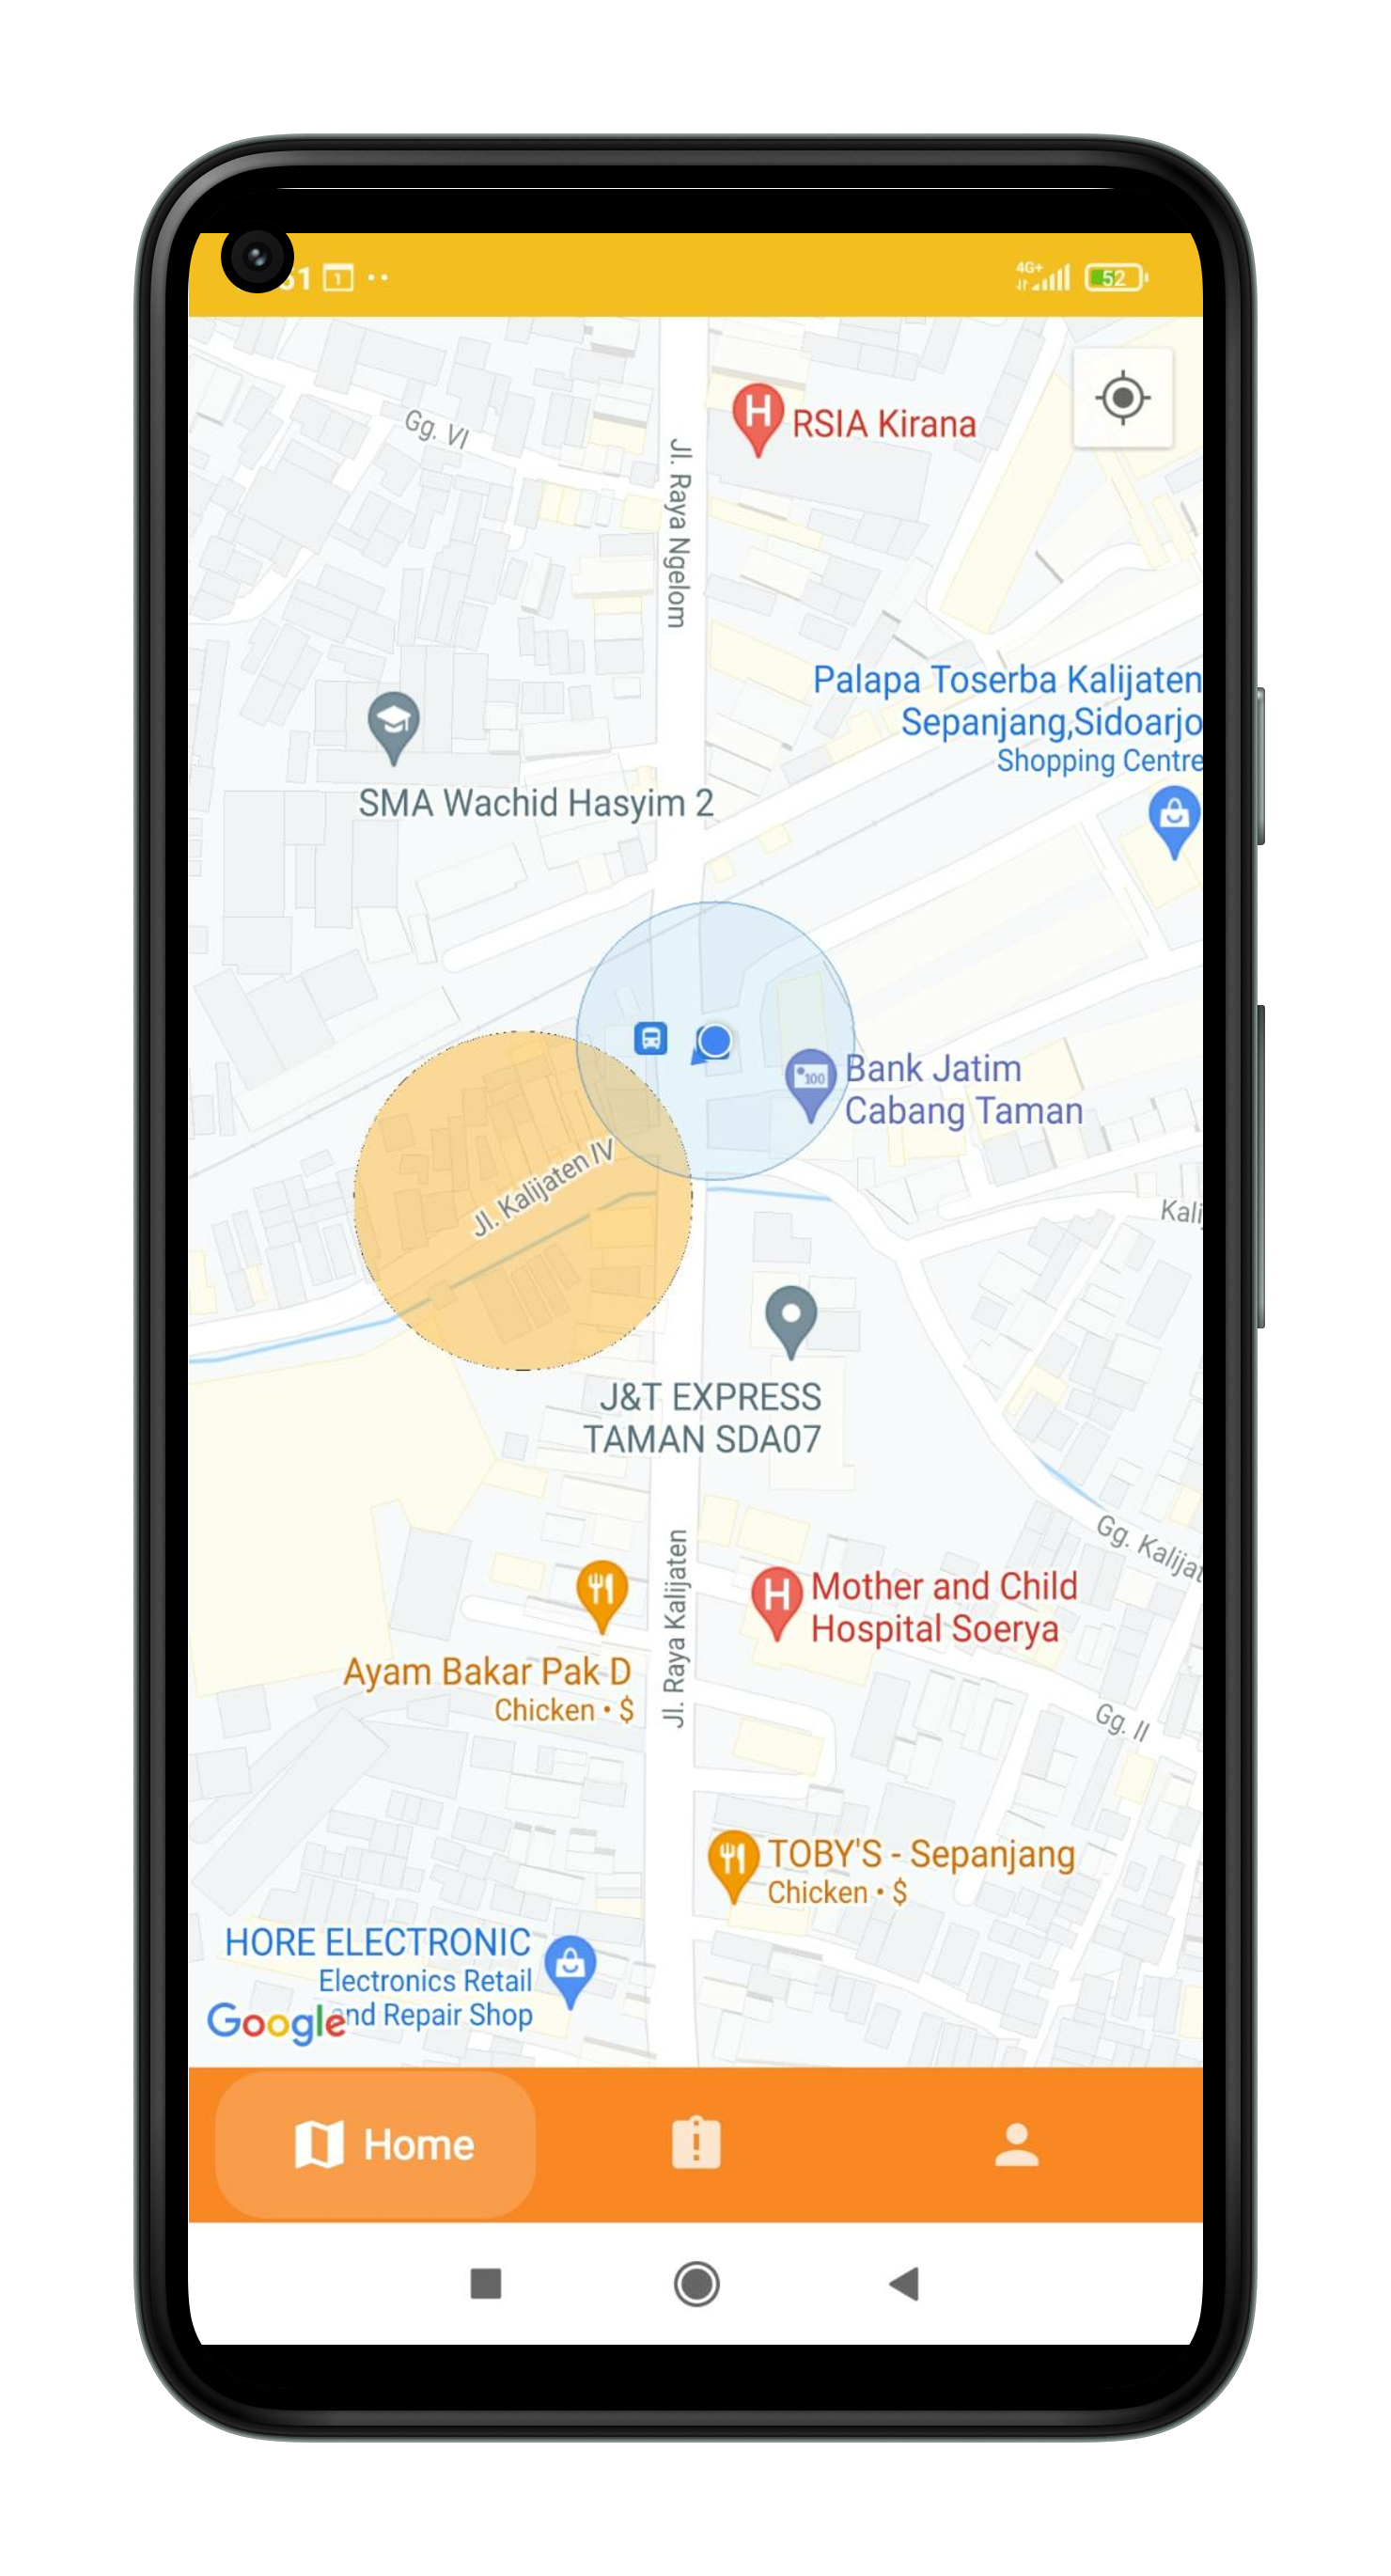 1
4G+
52
Gg. VI
RSIA Kirana
Jl. Raya Ngelom
Palapa Toserba Kalijaten
Sepanjang,Sidoarjo
Shopping Centre
SMA Wachid Hasyim 2
100
Bank Jatim
Cabang Taman
Jl. Kalijaten IV
J&T EXPRESS
TAMAN SDA07
Gg. Kalijat
Jl. Raya Kalijaten
Mother and Child
Hospital Soerya
Ayam Bakar Pak D
Chicken • $
Gg. II
TOBY'S - Sepanjang
Chicken • $
HORE ELECTRONIC
Electronics Retail
and Repair Shop
Google
Home